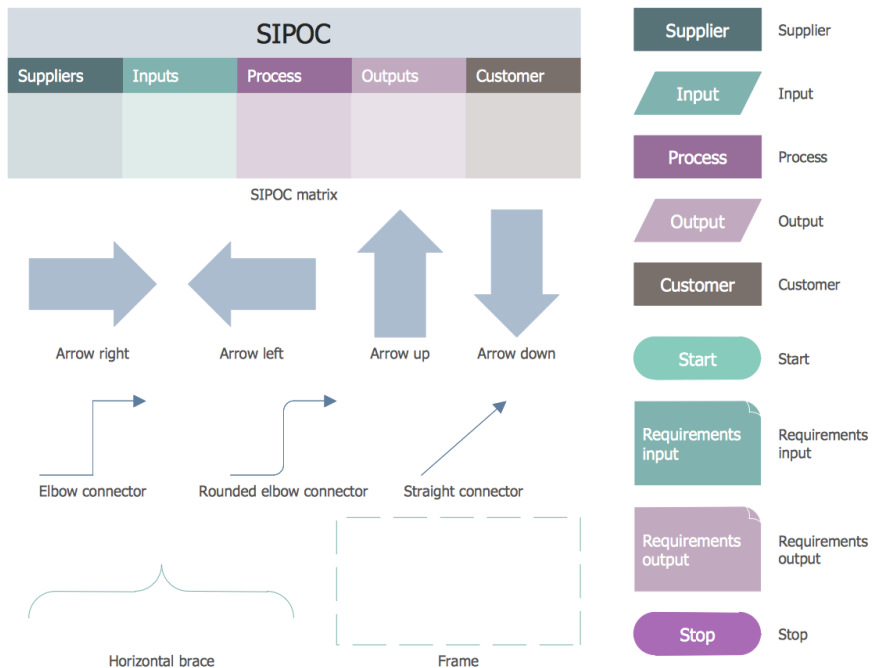 SIPOC
Suppliers
Inputs
Process
Outputs
Customer
SIPOC matrix
Arrow right
Arrow left
Arrow up
Arrow down
Elbow connector
Rounded elbow connector
Straight connector
Horizontal brace
Frame
Supplier
Supplier
Input
Input
Process
Process
Output
Output
Customer
Customer
Start
Start
Requirements
input
Requirements
input
Requirements
output
Requirements
output
Stop
Stop